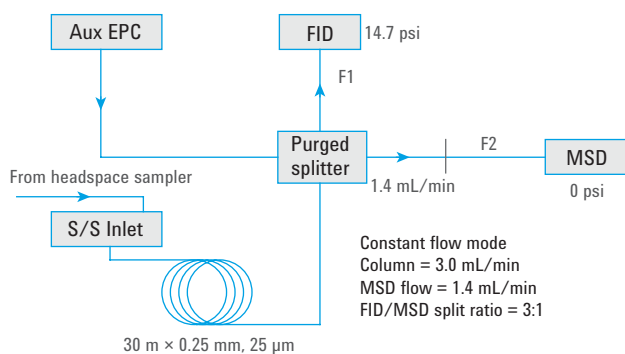 Aux EPC
FID
14.7 psi
F1
Purged
splitter
F2
MSD
1.4 mL/min
0 psi
From headspace sampler
S/S Inlet
Constant flow mode
Column = 3.0 mL/min
MSD flow = 1.4 mL/min
FID/MSD split ratio = 3:1
30 m × 0.25 mm, 25 μm